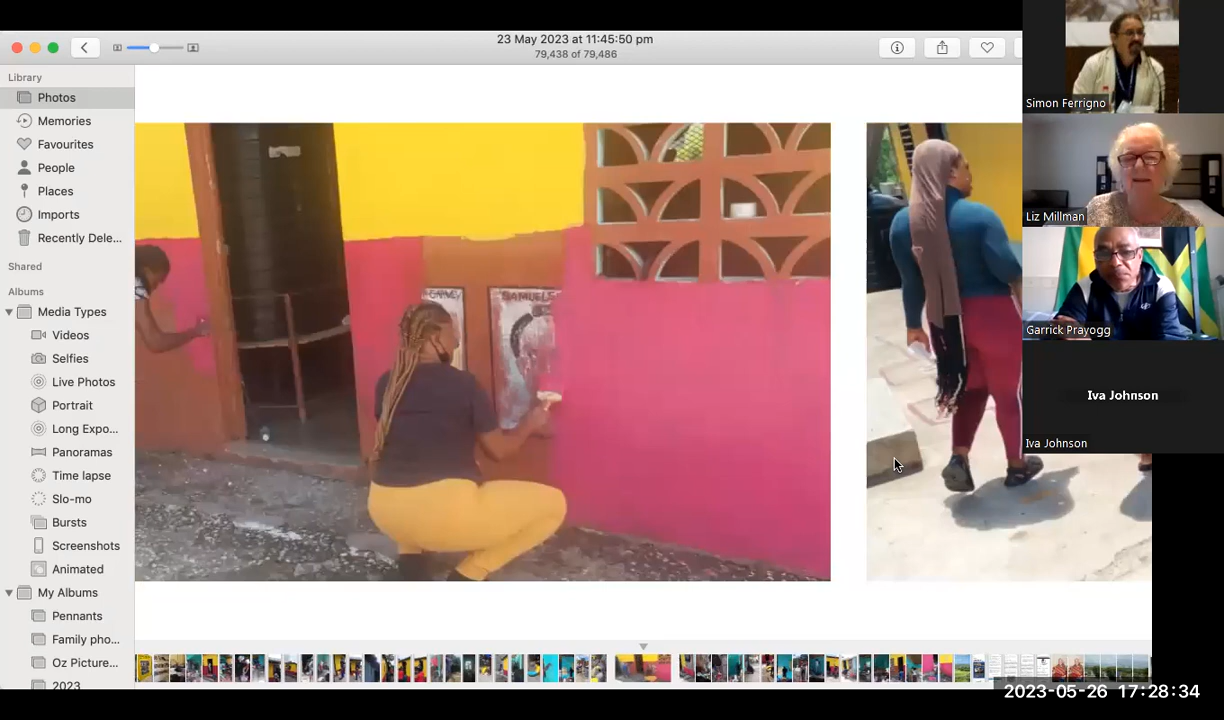 23 May 2023 at 11:45:50 pm
79,438 of 79,486
Library
Photos
Memories
Favourites
People
Places
Imports
Recently Dele...
Shared
Albums
Media Types
Videos
Selfies
Live Photos
Portrait
Long Expo...
Panoramas
Time lapse
Slo-mo
Bursts
Screenshots
Animated
My Albums
Pennants
Family pho...
Oz Picture...
2023
GARVEY
SAMUELS
Simon Ferrigno
Liz Millman
Garrick Prayogg
Iva Johnson
Iva Johnson
2023-05-26 17:28:34